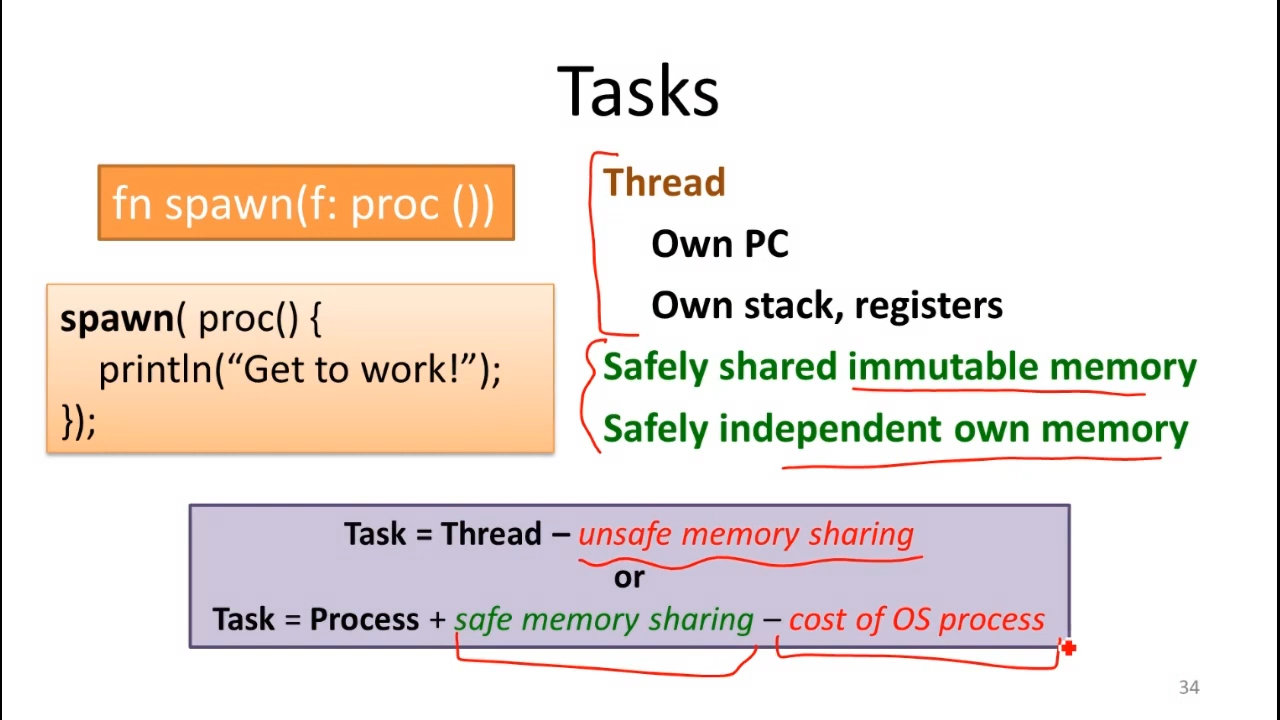 Tasks
fn spawn(f: proc ())
spawn( proc() {
println(“Get to work!”);
});
Thread
Own PC
Own stack, registers
Safely shared immutable memory
Safely independent own memory
Task = Thread – unsafe memory sharing
or
Task = Process + safe memory sharing – cost of OS process
34